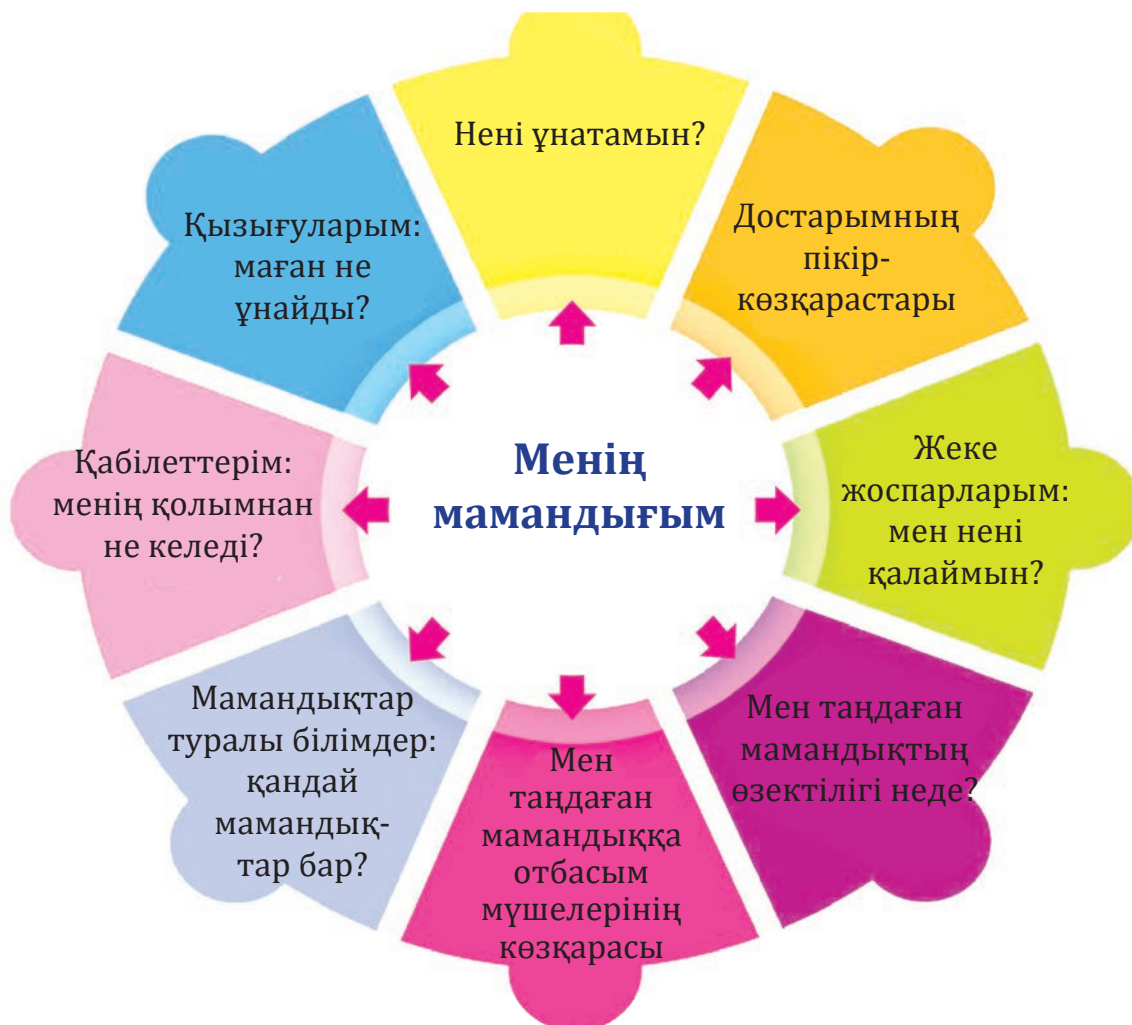 Нені ұнатамын?
Достарымның
пікір-
көзқарастары
Жеке
жоспарларым:
мен нені
қалаймын?
Мен таңдаған
мамандықтың
өзектілігі неде?
Мен
таңдаған
мамандыққа
отбасым
мүшелерінің
көзқарасы
Мамандықтар
туралы білімдер:
қандай
мамандық-
тар бар?
Қабілеттерім:
менің қолымнан
не келеді?
Қызығуларым:
маған не
ұнайды?
Менің
мамандығым